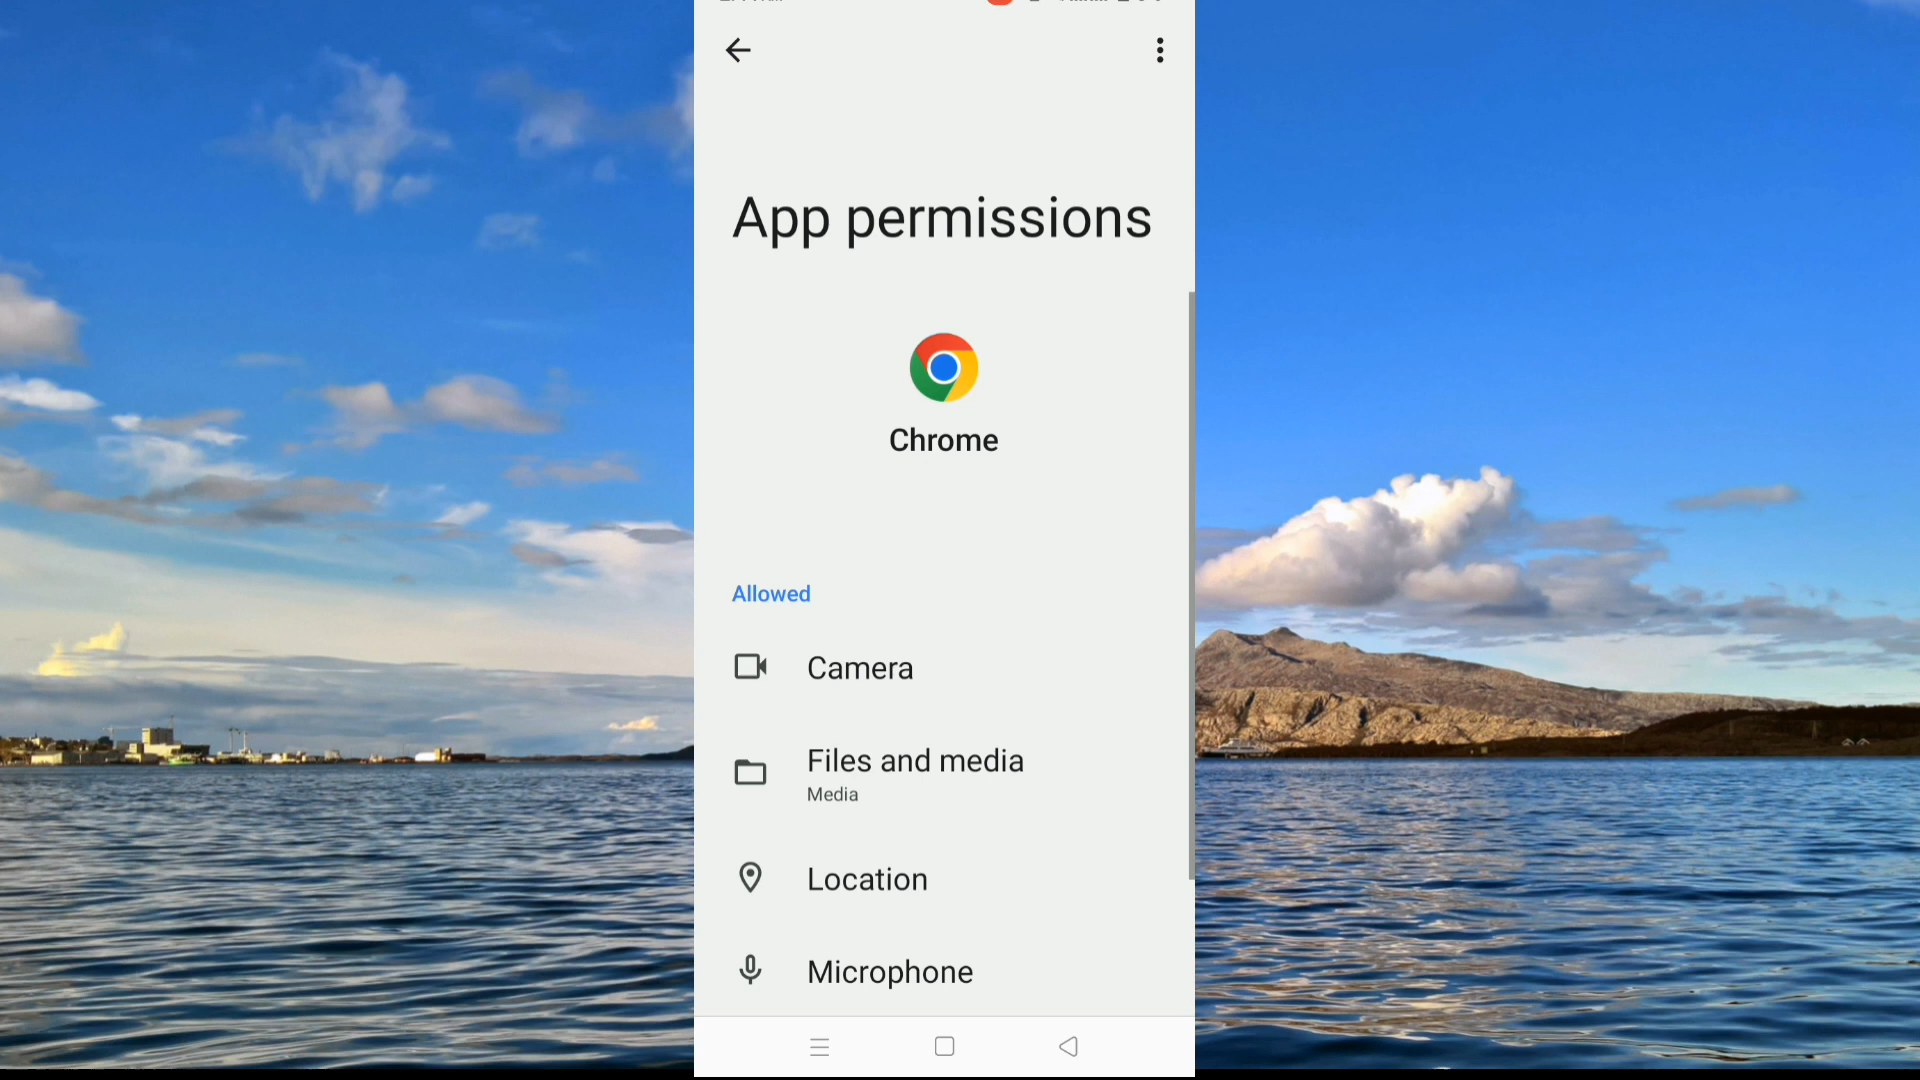 App permissions
Chrome
Allowed
Camera
Files and media
Media
Location
Microphone